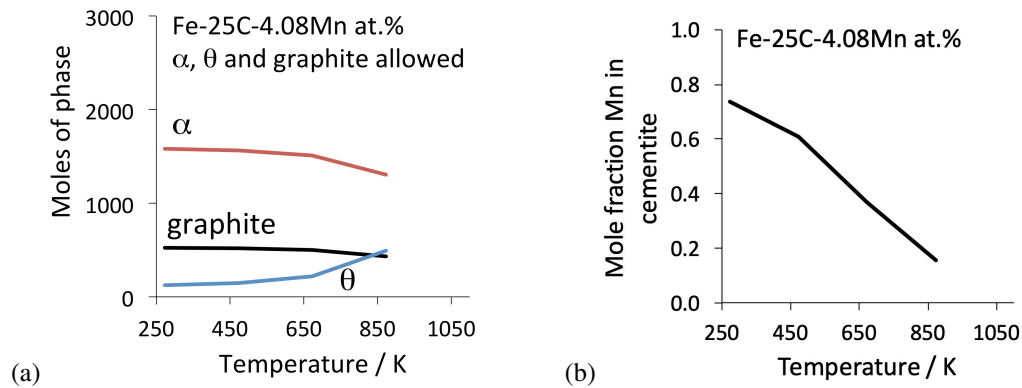 Fe-25C-4.08Mn at.%
α, θ and graphite allowed
Moles of phase
3000
2000
1000
0
α
graphite
θ
250 450 650 850 1050
Temperature / K
(a)
Fe-25C-4.08Mn at.%
Mole fraction Mn in
cementite
1.0
0.8
0.6
0.4
0.2
0.0
250 450 650 850 1050
Temperature / K
(b)